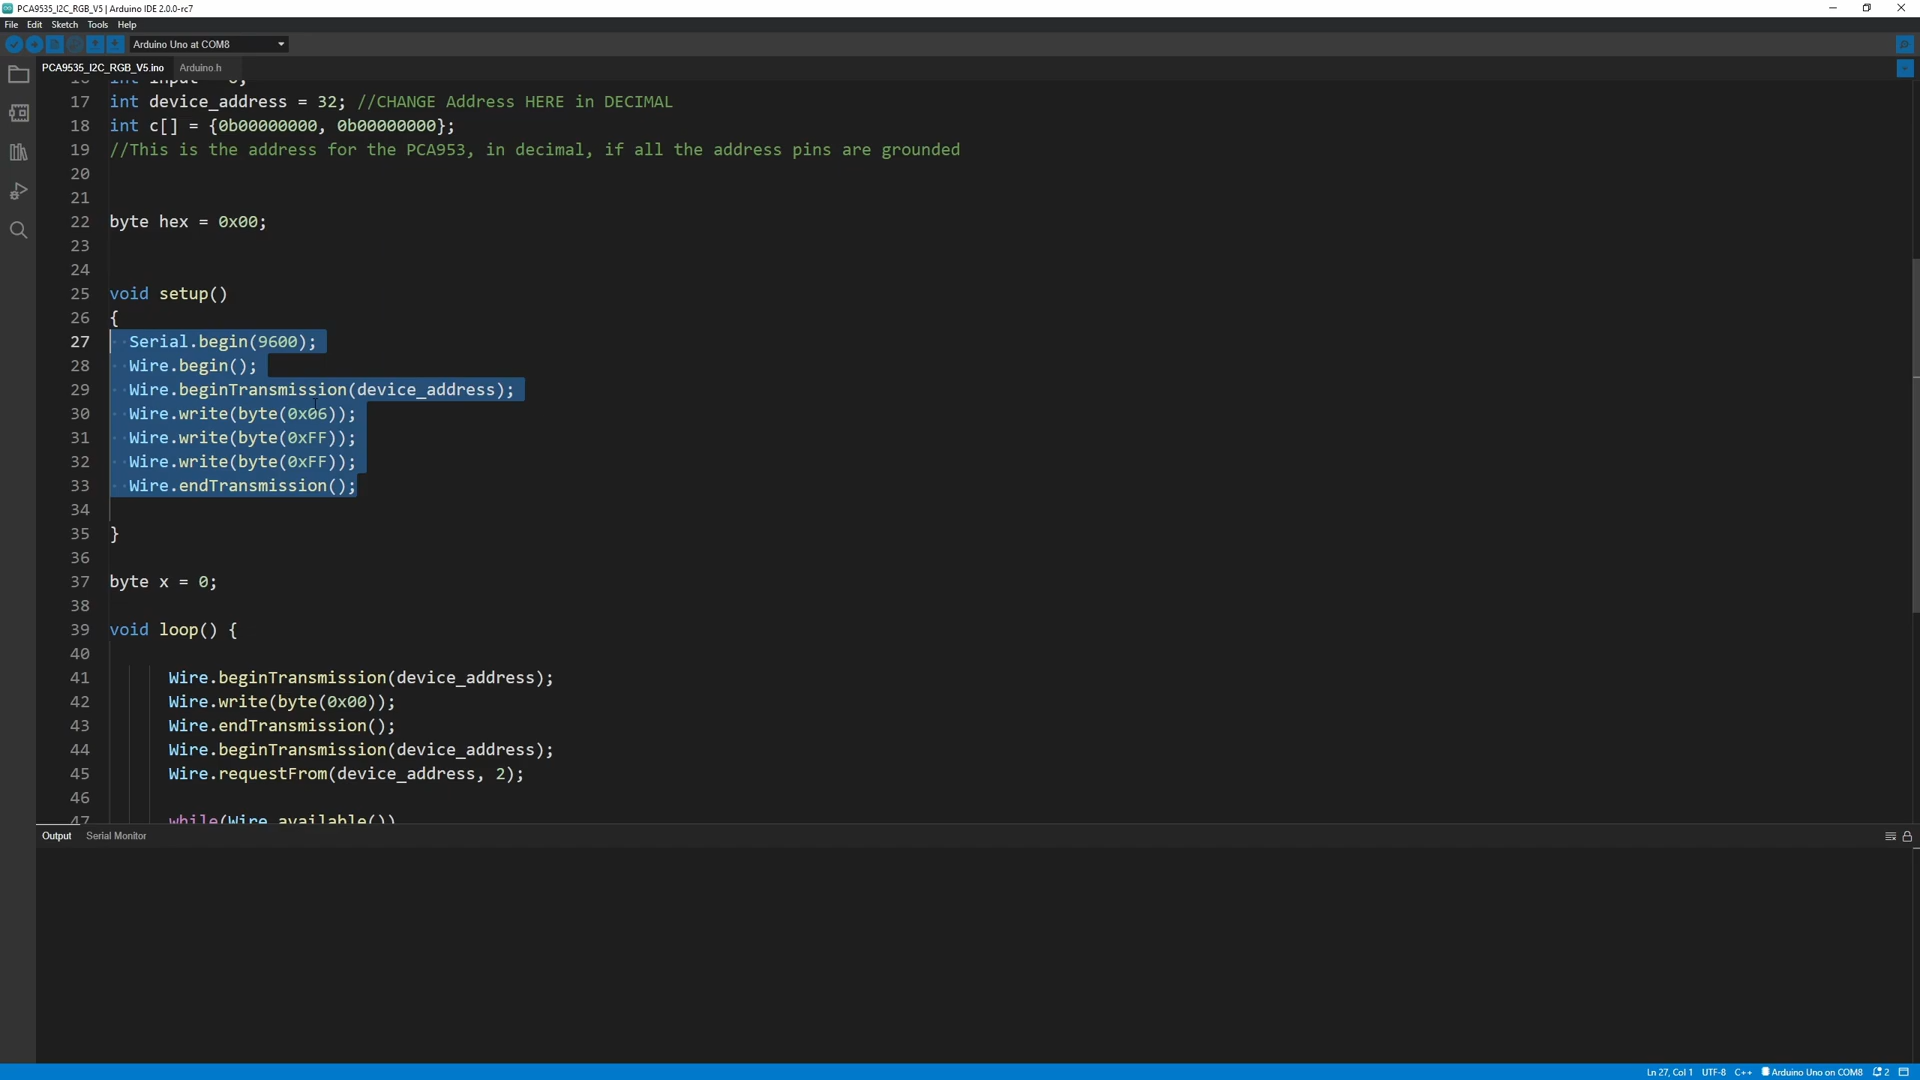 PCA9535_I2C_RGB_V5 | Arduino IDE 2.0.0-rc7
File Edit Sketch Tools Help
Arduino Uno at COM8
PCA9535_I2C_RGB_V5.ino Arduino.h
16 int input = 0;
17 int device_address = 32; //CHANGE Address HERE in DECIMAL
18 int c[] = {0b00000000, 0b00000000};
19 //This is the address for the PCA953, in decimal, if all the address pins are grounded
20
21
22 byte hex = 0x00;
23
24
25 void setup()
26 {
27 Serial.begin(9600);
28 Wire.begin();
29 Wire.beginTransmission(device_address);
30 Wire.write(byte(0x06));
31 Wire.write(byte(0xFF));
32 Wire.write(byte(0xFF));
33 Wire.endTransmission();
34
35 }
36
37 byte x = 0;
38
39 void loop() {
40
41 Wire.beginTransmission(device_address);
42 Wire.write(byte(0x00));
43 Wire.endTransmission();
44 Wire.beginTransmission(device_address);
45 Wire.requestFrom(device_address, 2);
46
47 while(Wire.available())
Output Serial Monitor
Ln 27, Col 1 UTF-8 C++ Arduino Uno on COM8 2